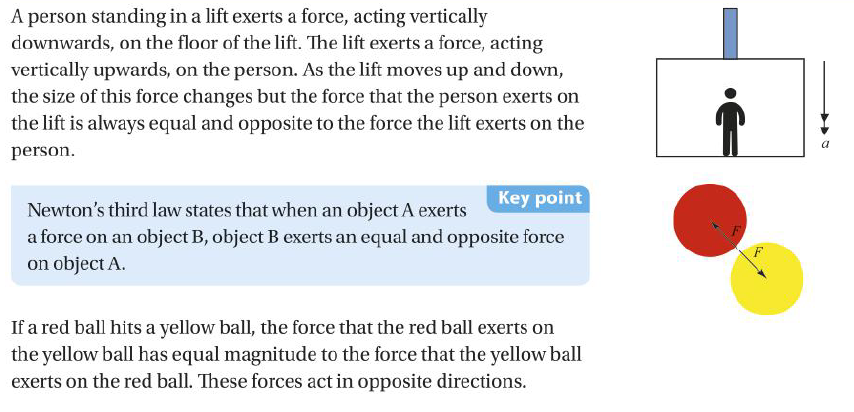 A person standing in a lift exerts a force, acting vertically
downwards, on the floor of the lift. The lift exerts a force, acting
vertically upwards, on the person. As the lift moves up and down,
the size of this force changes but the force that the person exerts on
the lift is always equal and opposite to the force the lift exerts on the
person.
a
Key point
Newton’s third law states that when an object A exerts
a force on an object B, object B exerts an equal and opposite force
on object A.
F
F
If a red ball hits a yellow ball, the force that the red ball exerts on
the yellow ball has equal magnitude to the force that the yellow ball
exerts on the red ball. These forces act in opposite directions.